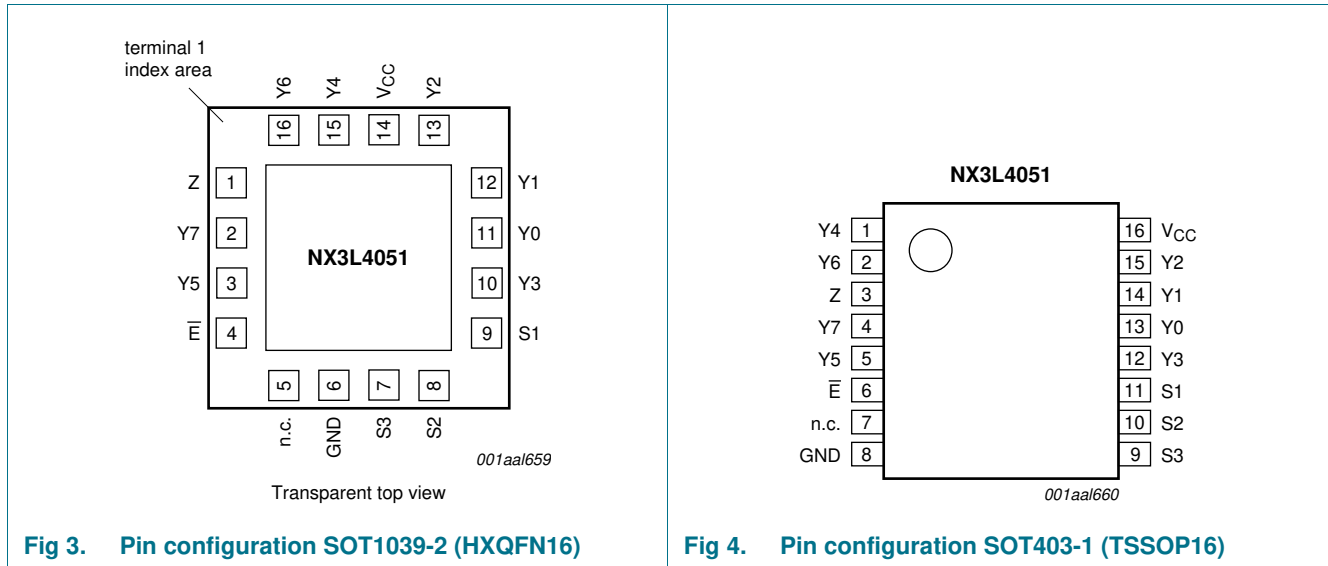 terminal 1
index area
Y6 Y4 VCC Y2
16 15 14 13
Z 1 12 Y1
Y7 2 11 Y0
NX3L4051
Y5 3 10 Y3
E 4 9 S1
5 6 7 8
n.c. GND S3 S2
001aal659
Transparent top view
Fig 3. Pin configuration SOT1039-2 (HXQFN16)
NX3L4051
Y4 1 16 VCC
Y6 2 15 Y2
Z 3 14 Y1
Y7 4 13 Y0
Y5 5 12 Y3
E 6 11 S1
n.c. 7 10 S2
GND 8 9 S3
001aal660
Fig 4. Pin configuration SOT403-1 (TSSOP16)